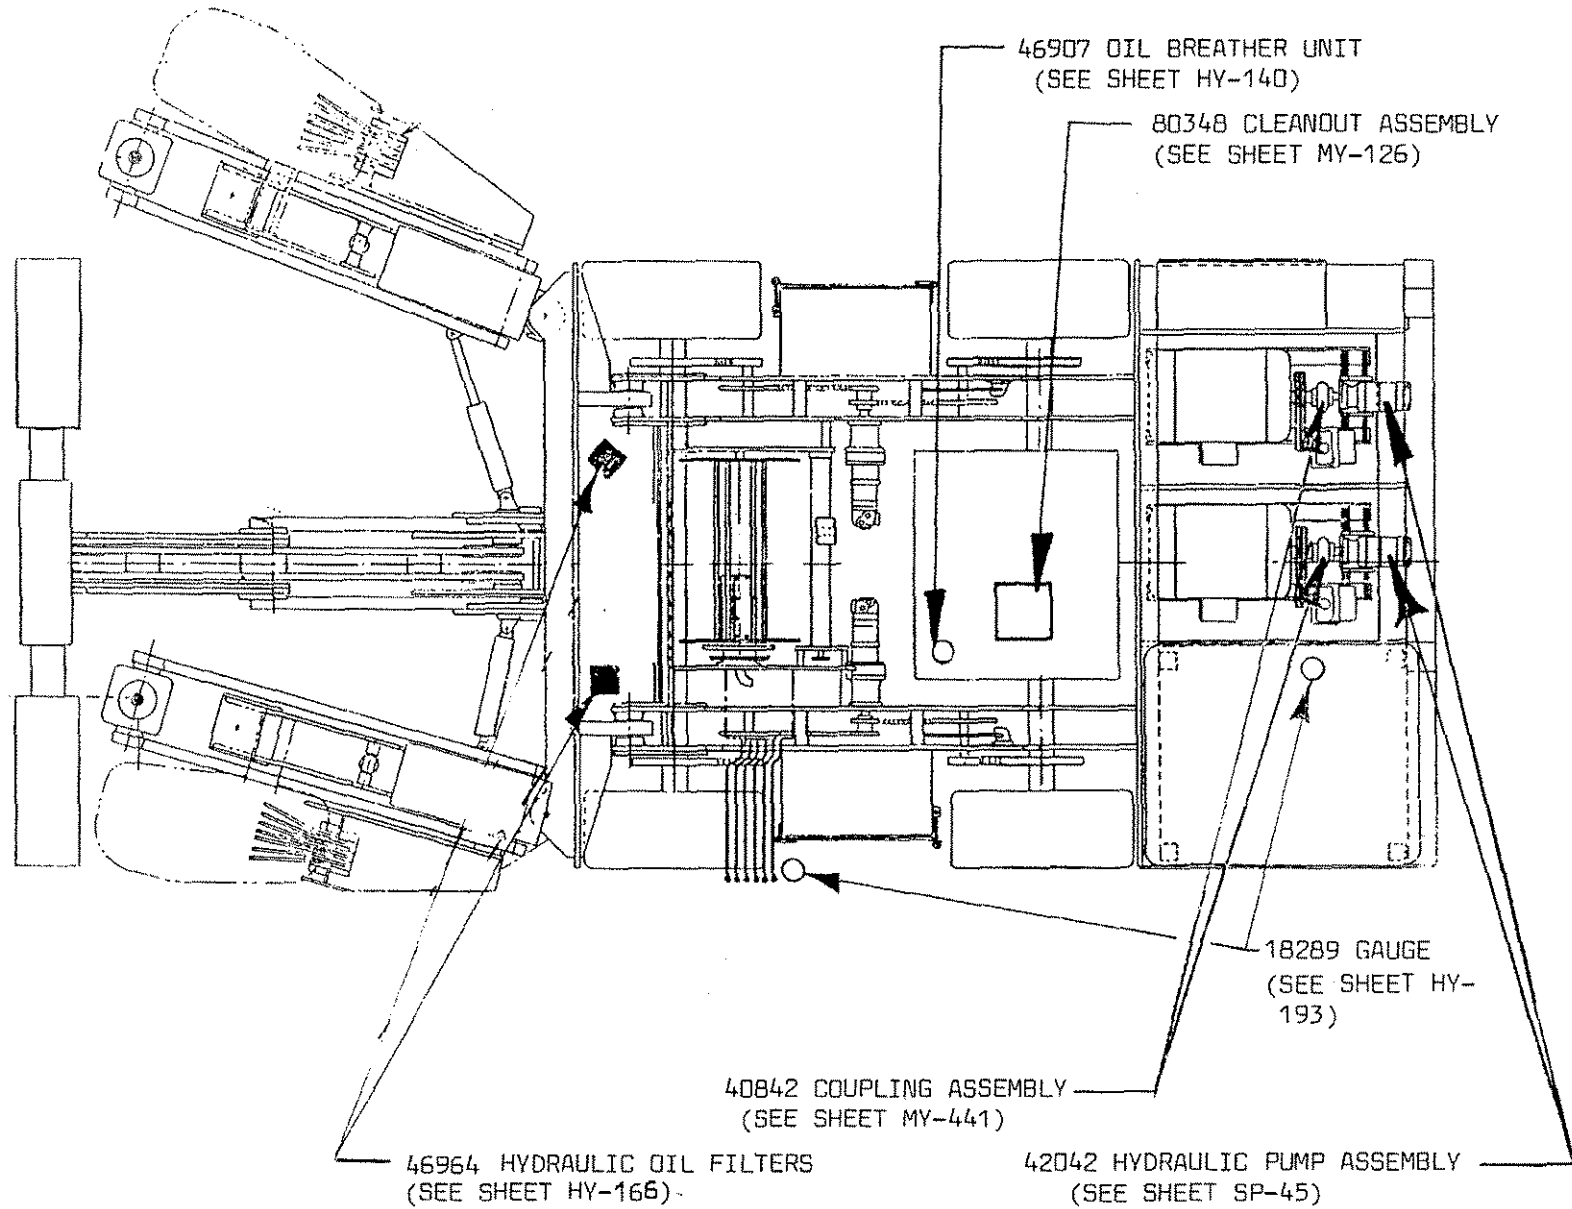 46907 OIL BREATHER UNIT
(SEE SHEET HY-140)
80348 CLEANOUT ASSEMBLY
(SEE SHEET MY-126)
18289 GAUGE
(SEE SHEET HY-
193)
40842 COUPLING ASSEMBLY
(SEE SHEET MY-441)
46964 HYDRAULIC OIL FILTERS
(SEE SHEET HY-166)
42042 HYDRAULIC PUMP ASSEMBLY
(SEE SHEET SP-45)